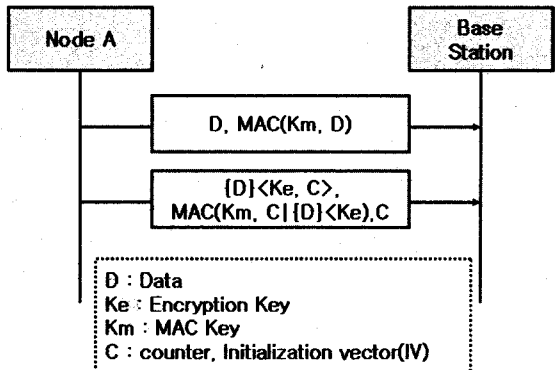 Node A
Base
Station
D, MAC(Km, D)
{D}<Ke, C>,
MAC(Km, C|{D}<Ke),C
D : Data
Ke : Encryption Key
Km : MAC Key
C : counter, Initialization vector(IV)